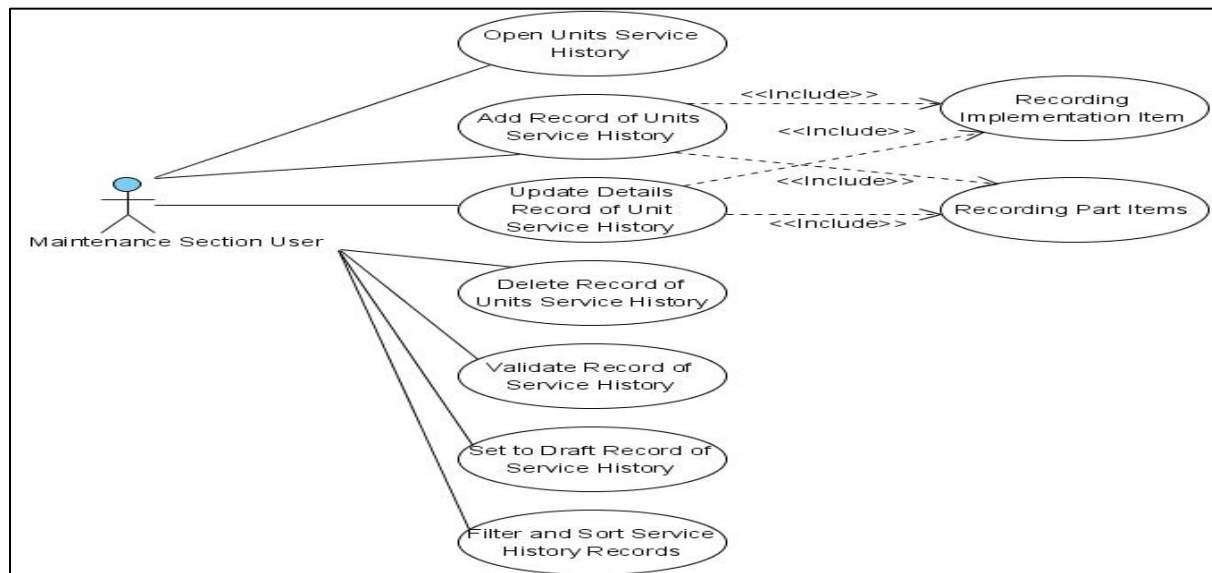 Open Units Service
History
Add Record of Units
Service History
<<Include>>
Recording
Implementation Item
<<Include>>
Update Details
Record of Unit
Service History
<<Include>>
Recording Part Items
<<Include>>
Maintenance Section User
Delete Record of
Units Service History
Validate Record of
Service History
Set to Draft Record of
Service History
Filter and Sort Service
History Records